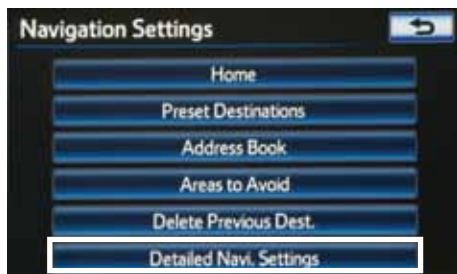 Navigation Settings
Home
Preset Destinations
Address Book
Areas to Avoid
Delete Previous Dest.
Detailed Navi. Settings